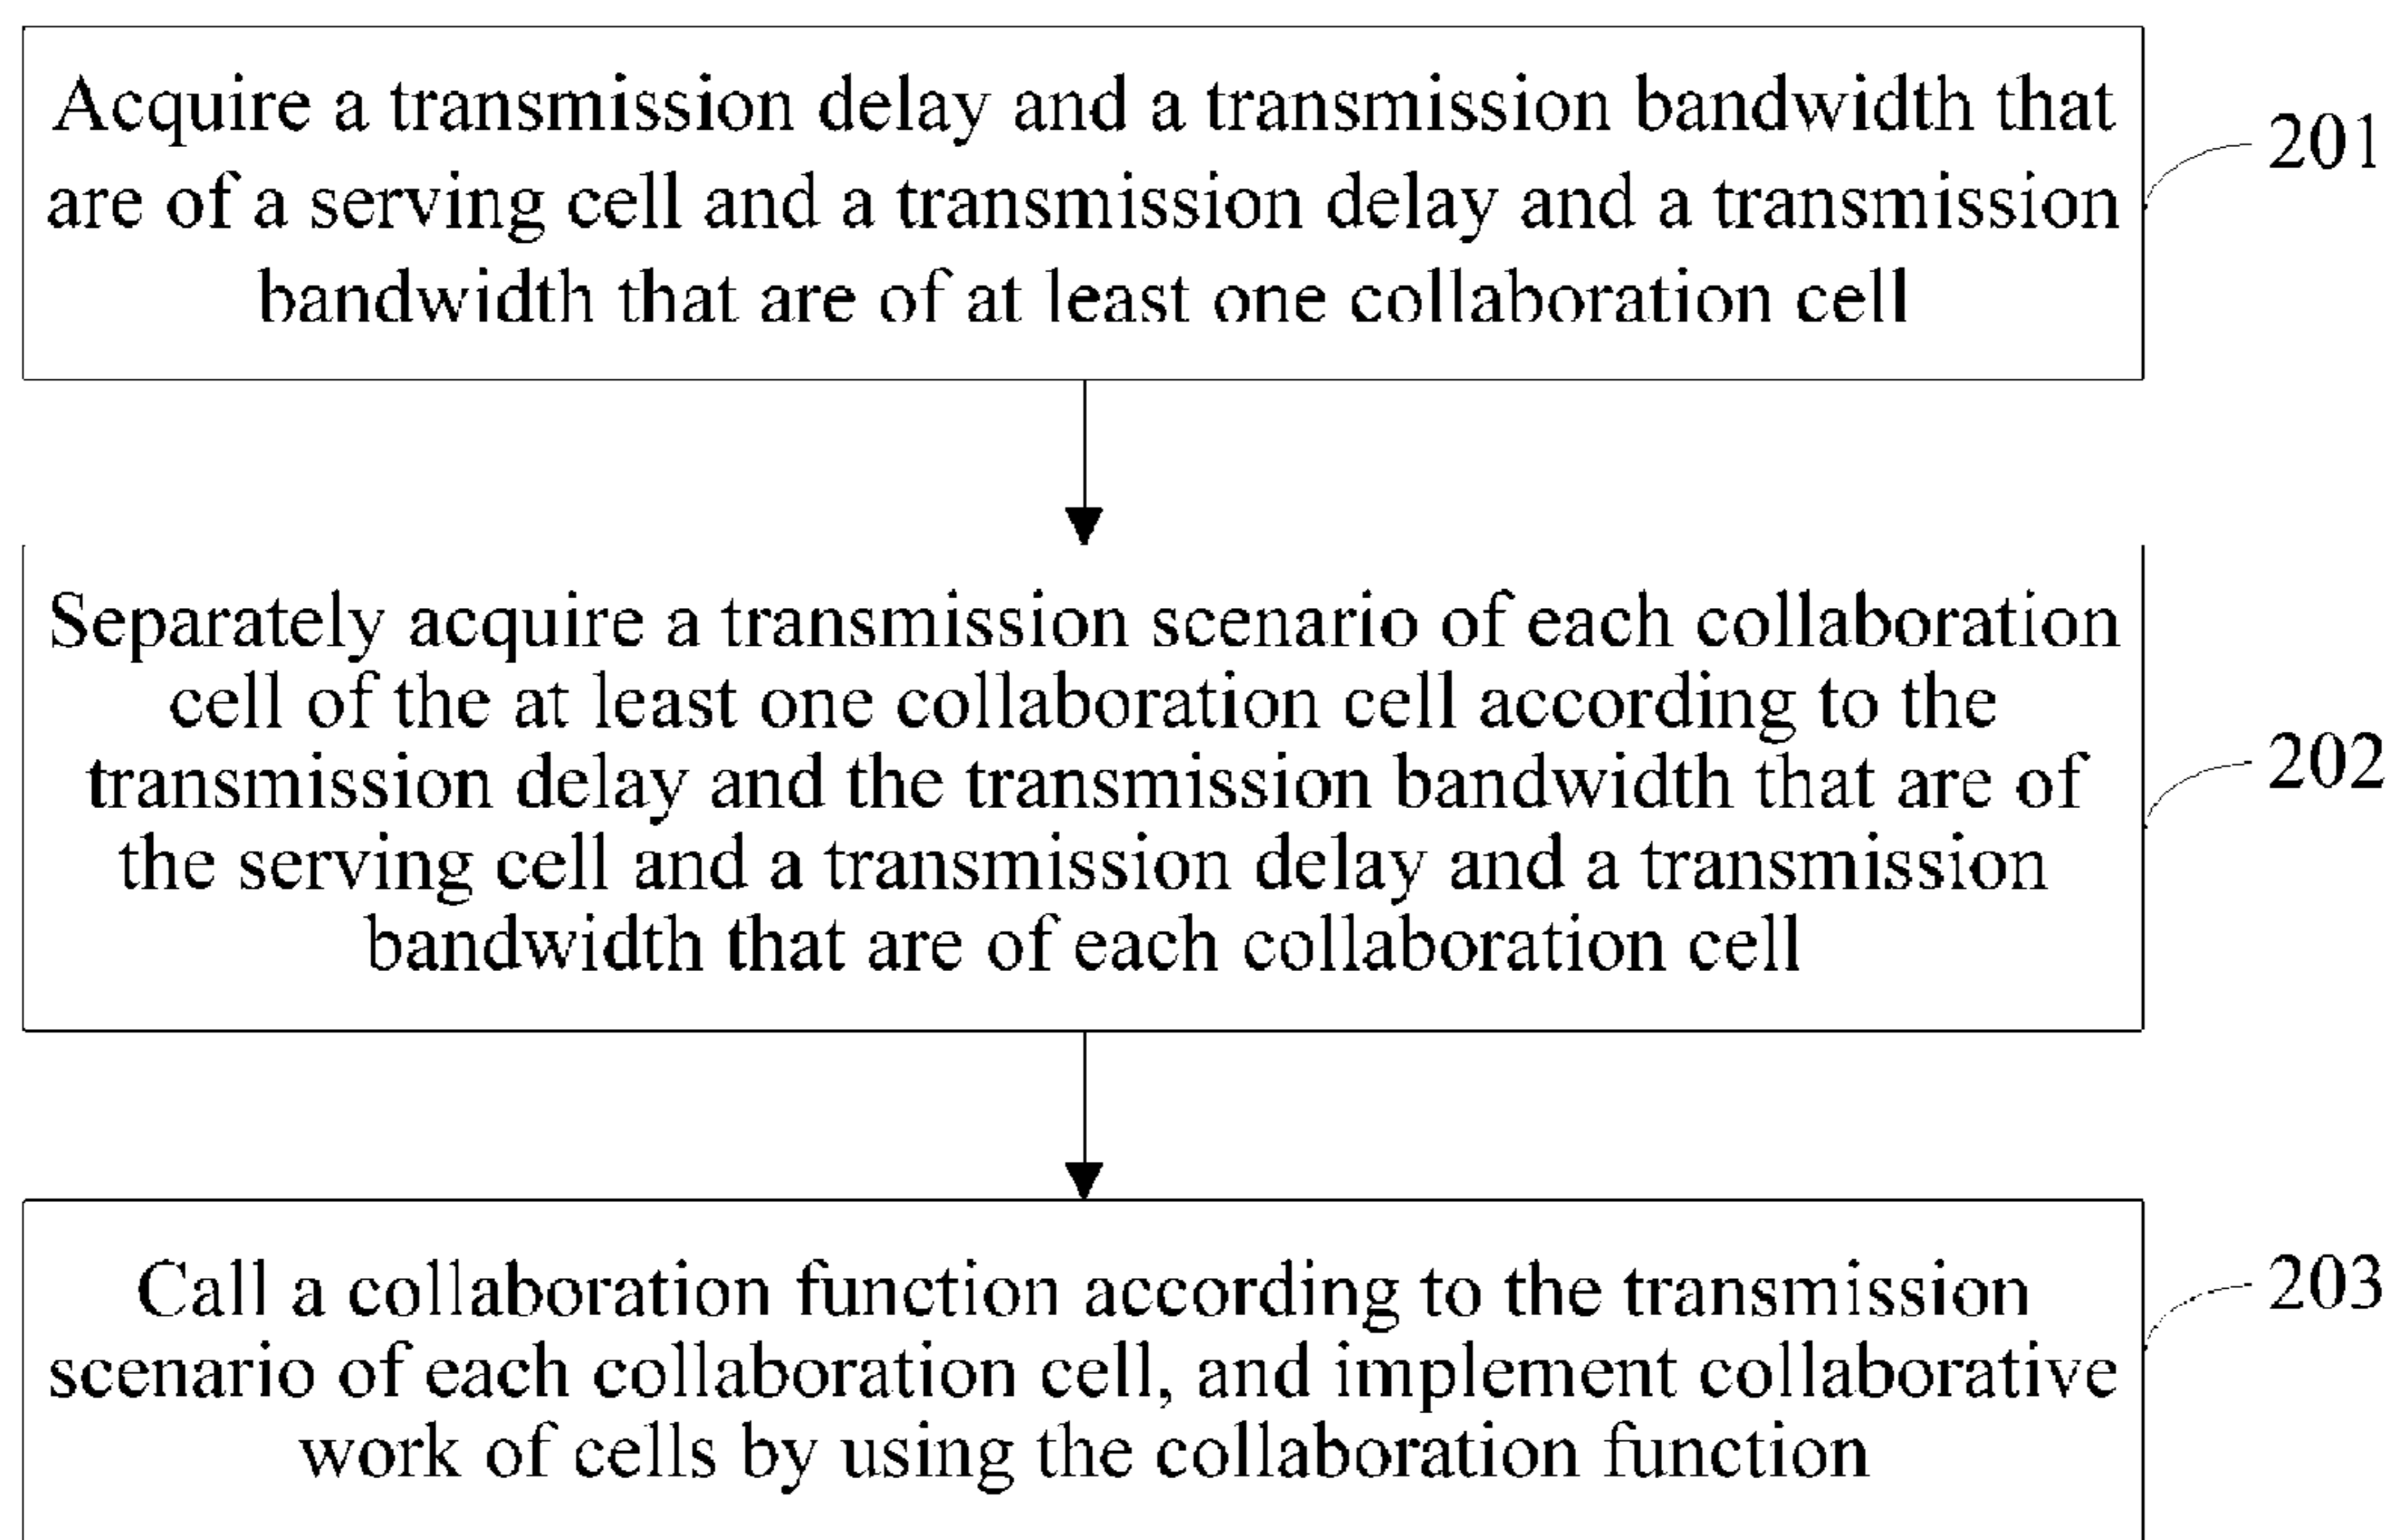 Acquire a transmission delay and a transmission bandwidth that
are of a serving cell and a transmission delay and a transmission
bandwidth that are of at least one collaboration cell
201
Separately acquire a transmission scenario of each collaboration
cell of the at least one collaboration cell according to the
transmission delay and the transmission bandwidth that are of
the serving cell and a transmission delay and a transmission
bandwidth that are of each collaboration cell
202
Call a collaboration function according to the transmission
scenario of each collaboration cell, and implement collaborative
work of cells by using the collaboration function
203